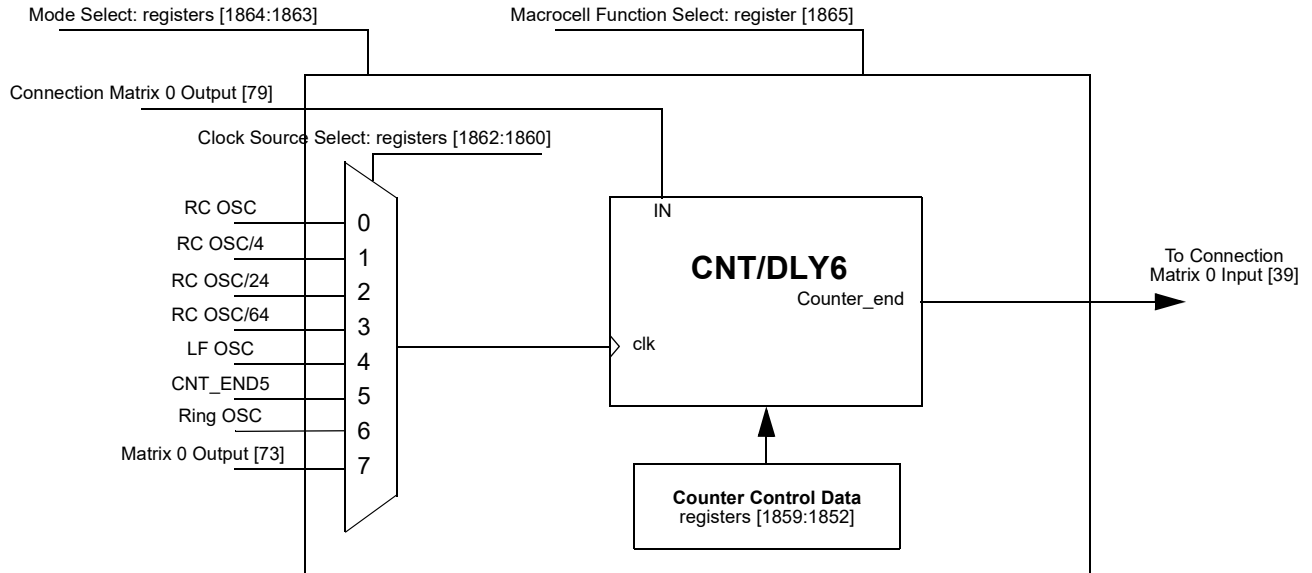 Mode Select: registers [1864:1863]
Macrocell Function Select: register [1865]
Connection Matrix 0 Output [79]
Clock Source Select: registers [1862:1860]
RC OSC
0
RC OSC/4
1
RC OSC/24
2
RC OSC/64
3
LF OSC
4
CNT_END5
5
Ring OSC
6
Matrix 0 Output [73]
7
IN
CNT/DLY6
Counter_end
clk
To Connection
Matrix 0 Input [39]
Counter Control Data
registers [1859:1852]